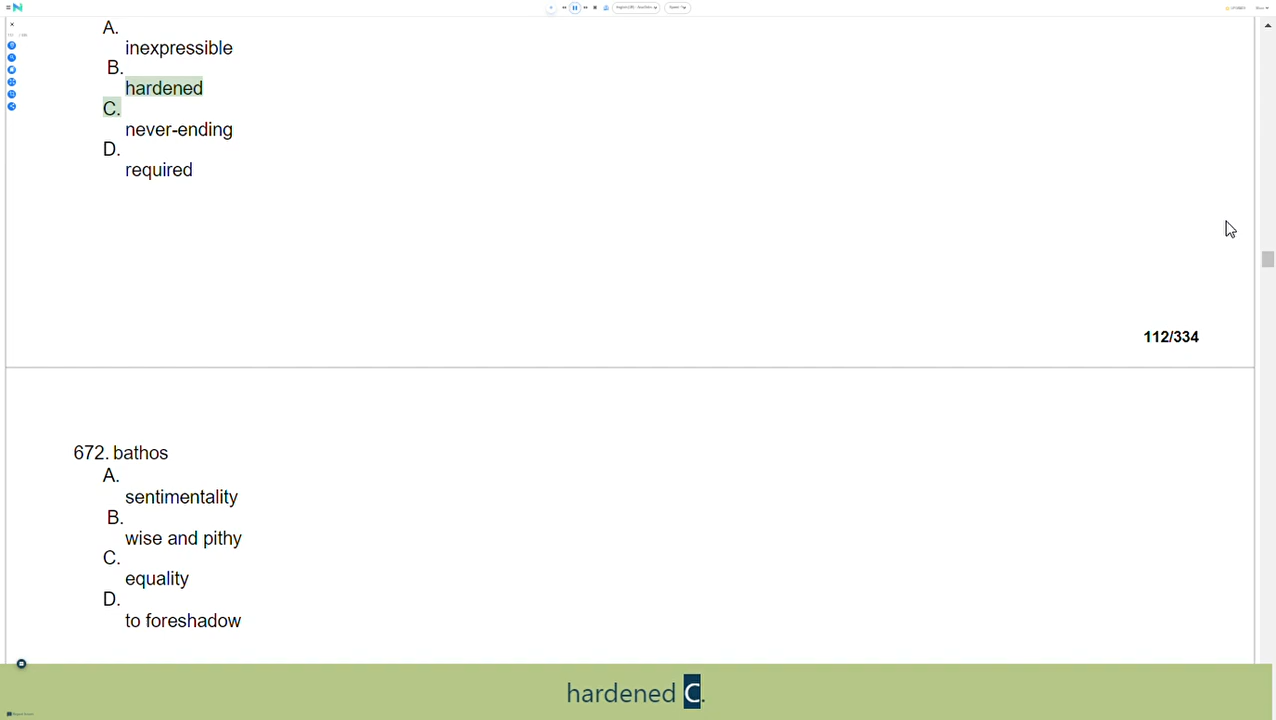 A.
inexpressible
B.
hardened
C.
never-ending
D.
required
112/334
672. bathos
A.
sentimentality
B.
wise and pithy
C.
equality
D.
to foreshadow
hardened C.